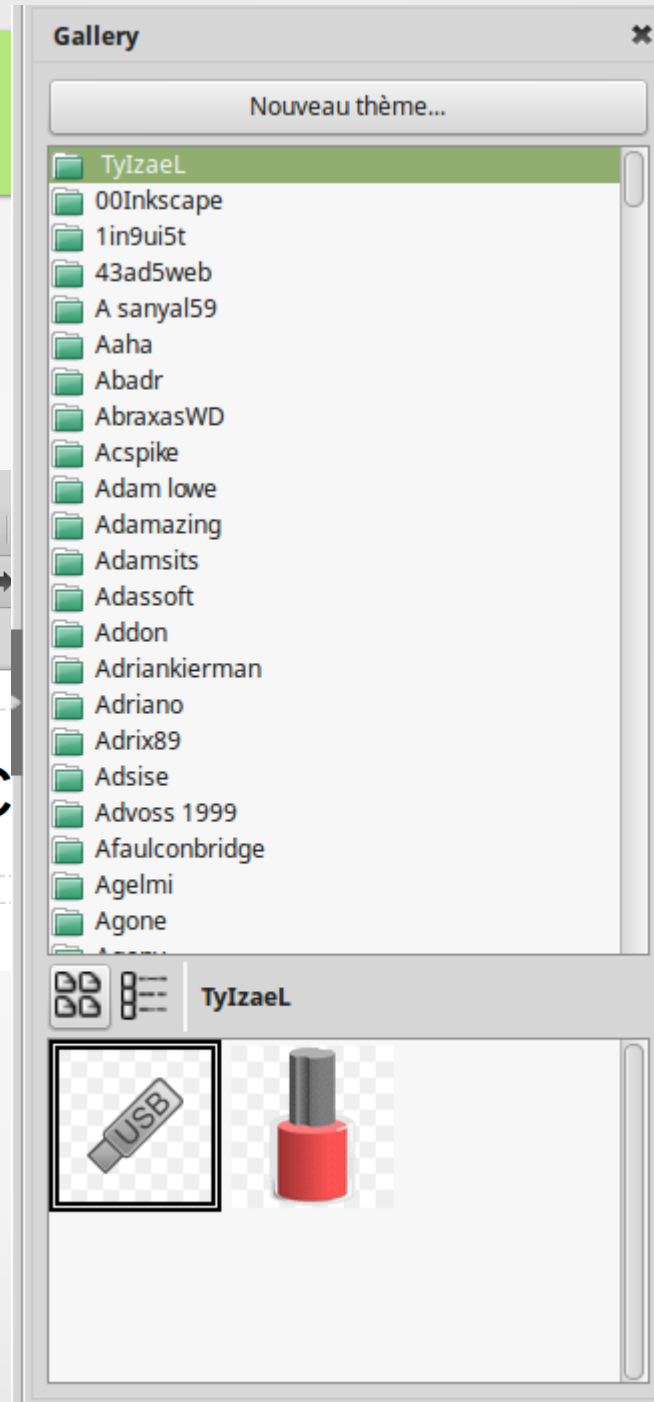 Gallery
Nouveau thème...
TyIzaeL
00Inkscape
1in9ui5t
43ad5web
A sanyal59
Aaha
Abadr
AbraxasWD
Acspike
Adam lowe
Adamazing
Adamsits
Adassoft
Addon
Adriankierman
Adriano
Adrix89
Adsise
Advoss 1999
Afaulconbridge
Agelmi
Agone
TyIzaeL
USB